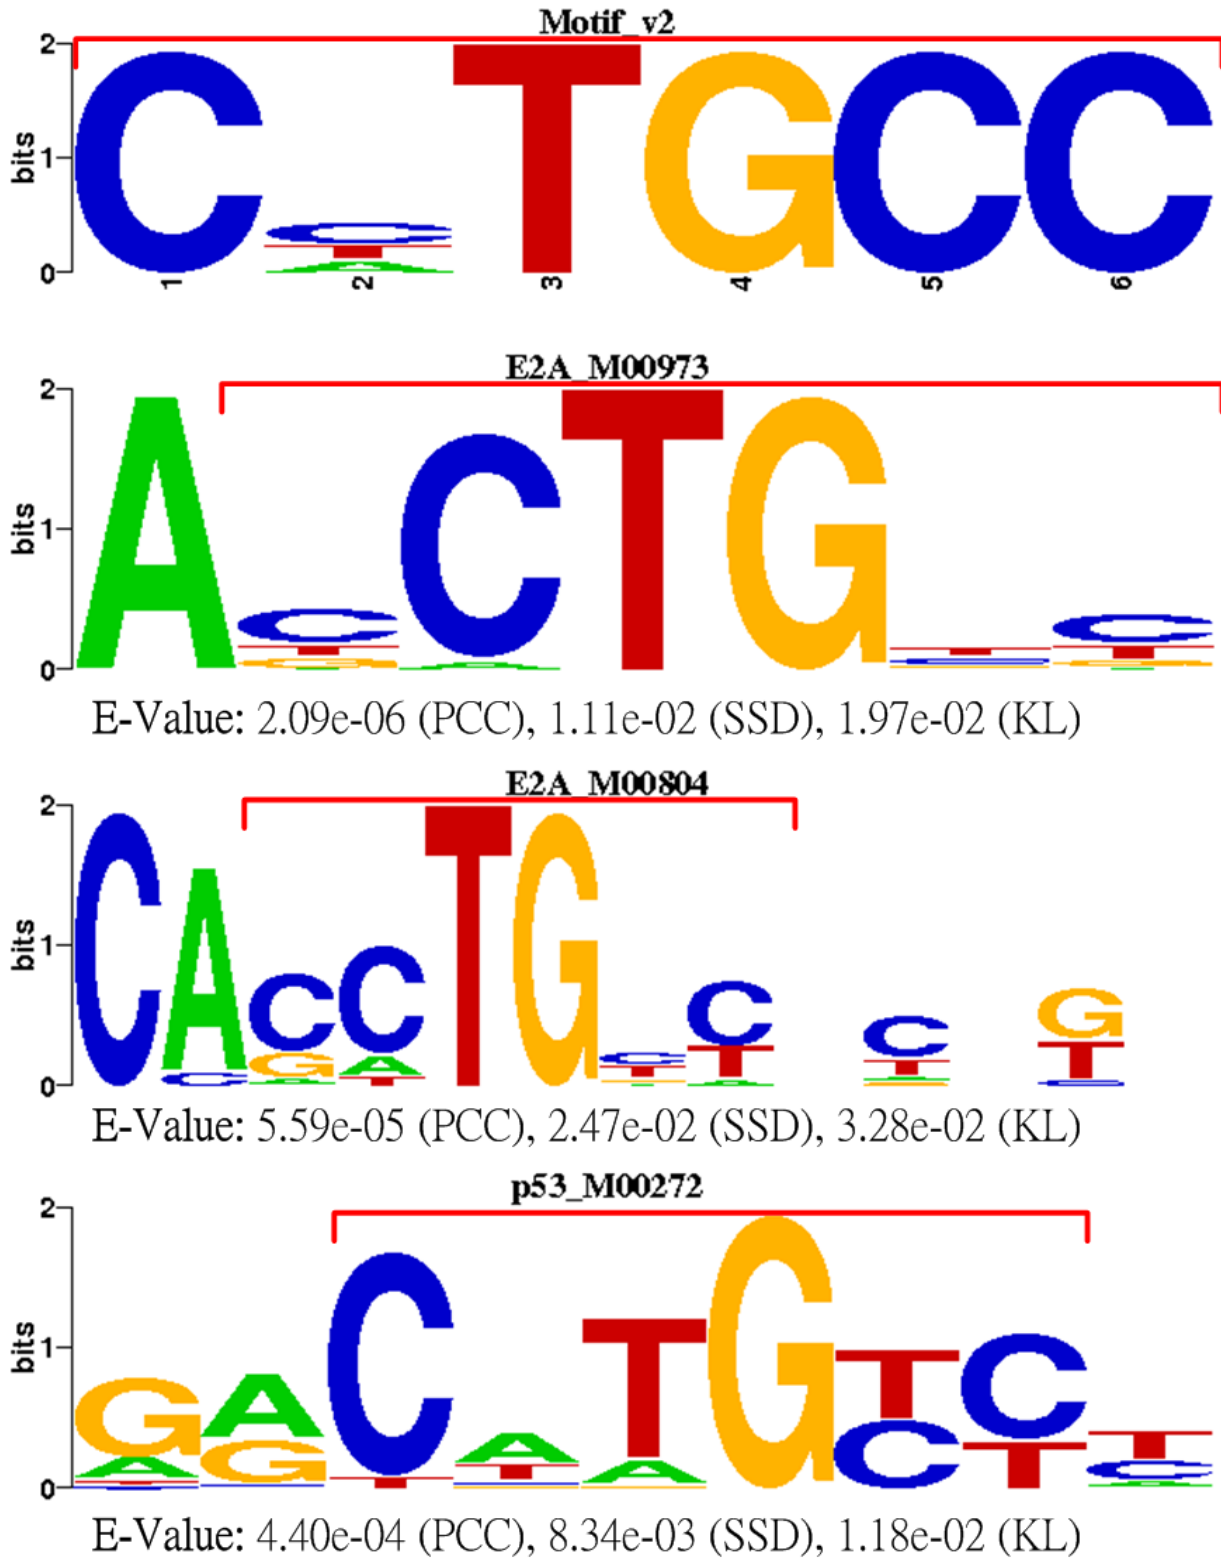 Motif_v2
2
bits
1
0
C C T A T G C C
1 2 3 4 5 6
E2A_M00973
2
bits
1
0
A C T G A C A T G T C G C T G A
E-Value: 2.09e-06 (PCC), 1.11e-02 (SSD), 1.97e-02 (KL)
E2A_M00804
2
bits
1
0
C A C C G A C A T T G C T G A C T A C T A G G T C
E-Value: 5.59e-05 (PCC), 2.47e-02 (SSD), 3.28e-02 (KL)
p53_M00272
2
bits
1
0
G A T C A G C C T A T C G T A G G T C C T T C A
E-Value: 4.40e-04 (PCC), 8.34e-03 (SSD), 1.18e-02 (KL)